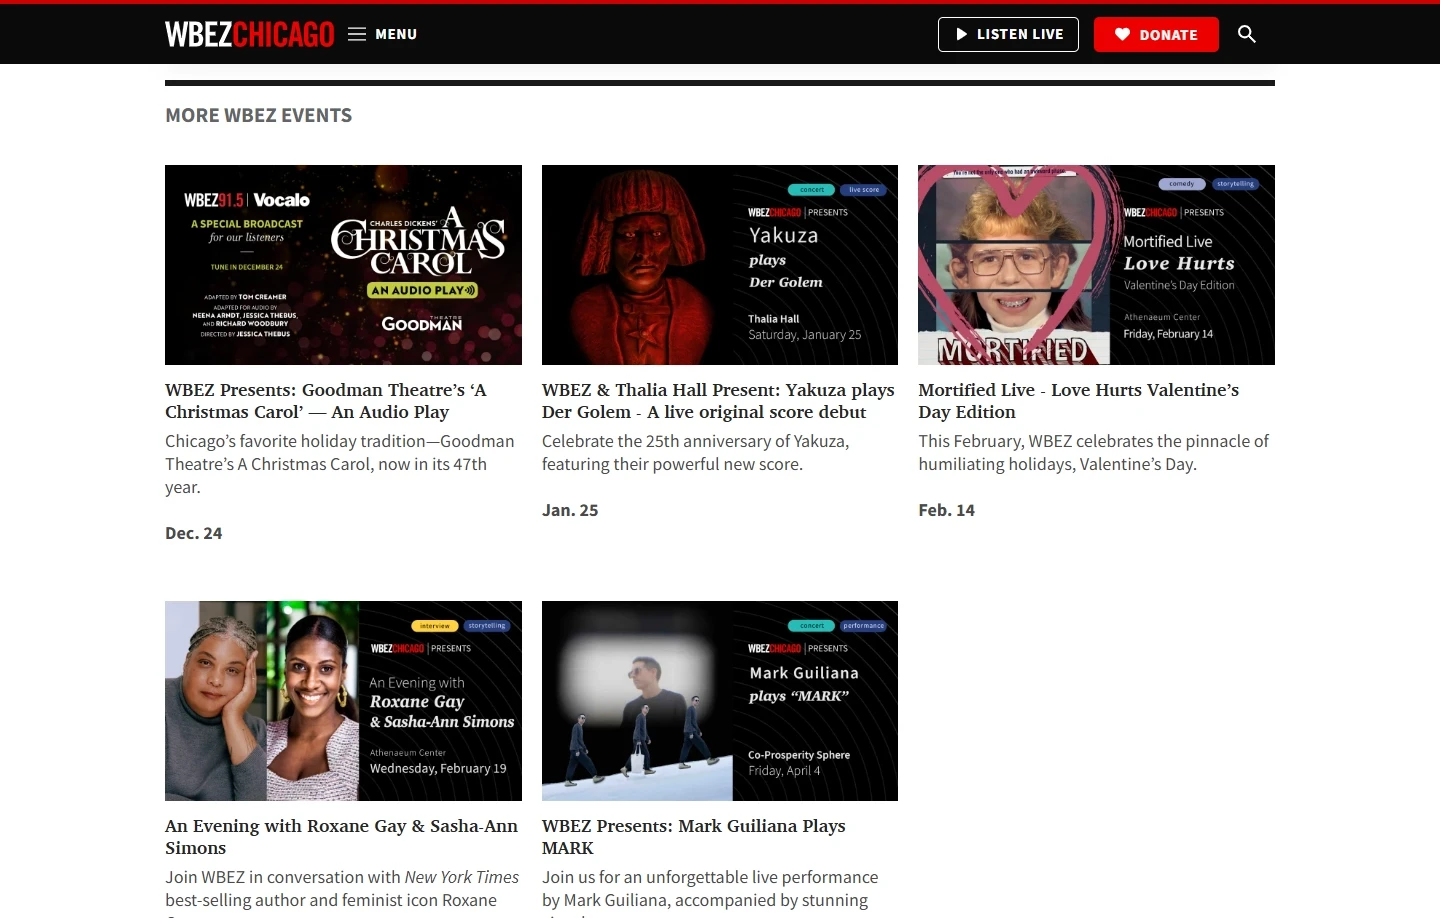 WBEZCHICAGO
MENU
LISTEN LIVE
DONATE
MORE WBEZ EVENTS
WBEZ91.5 | Vocalo
A SPECIAL BROADCAST
for our listeners
TUNE IN DECEMBER 24
ADAPTED BY TOM CREAMER
ADAPTED FOR AUDIO BY
NEENA ARNDT, JESSICA THEBUS,
AND RICHARD WOODBURY
DIRECTED BY JESSICA THEBUS
CHARLES DICKENS' A
CHRISTMAS
CAROL
AN AUDIO PLAY
GOODMAN
THEATRE
concert
live score
WBEZCHICAGO | PRESENTS
Yakuza
plays
Der Golem
Thalia Hall
Saturday, January 25
You're not the only one who had an awkward phase.
MORTIFIED
comedy
storytelling
WBEZCHICAGO | PRESENTS
Mortified Live
Love Hurts
Valentine's Day Edition
Athenaeum Center
Friday, February 14
WBEZ Presents: Goodman Theatre’s ‘A
Christmas Carol’ — An Audio Play
Chicago’s favorite holiday tradition—Goodman
Theatre’s A Christmas Carol, now in its 47th
year.
Dec. 24
WBEZ & Thalia Hall Present: Yakuza plays
Der Golem - A live original score debut
Celebrate the 25th anniversary of Yakuza,
featuring their powerful new score.
Jan. 25
Mortified Live - Love Hurts Valentine’s
Day Edition
This February, WBEZ celebrates the pinnacle of
humiliating holidays, Valentine’s Day.
Feb. 14
interview
storytelling
WBEZCHICAGO | PRESENTS
An Evening with
Roxane Gay
& Sasha-Ann Simons
Athenaeum Center
Wednesday, February 19
concert
performance
WBEZCHICAGO | PRESENTS
Mark Guiliana
plays “MARK”
Co-Prosperity Sphere
Friday, April 4
An Evening with Roxane Gay & Sasha-Ann
Simons
Join WBEZ in conversation with New York Times
best-selling author and feminist icon Roxane
WBEZ Presents: Mark Guiliana Plays
MARK
Join us for an unforgettable live performance
by Mark Guiliana, accompanied by stunning